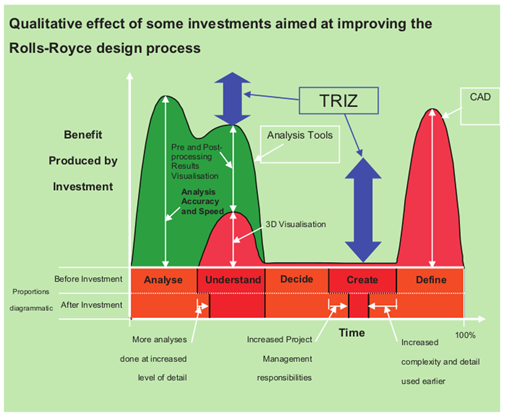 Qualitative effect of some investments aimed at improving the
Rolls-Royce design process
TRIZ
CAD
Benefit
Produced by
Investment
Analysis Tools
Pre and Post-
processing
Results
Visualisation
Analysis
Accuracy
and Speed
3D Visualisation
Before Investment
Analyse
Understand
Decide
Create
Define
Proportions
diagrammatic
After Investment
Time
100%
More analyses
done at increased
level of detail
Increased Project
Management
responsibilities
Increased
complexity and detail
used earlier